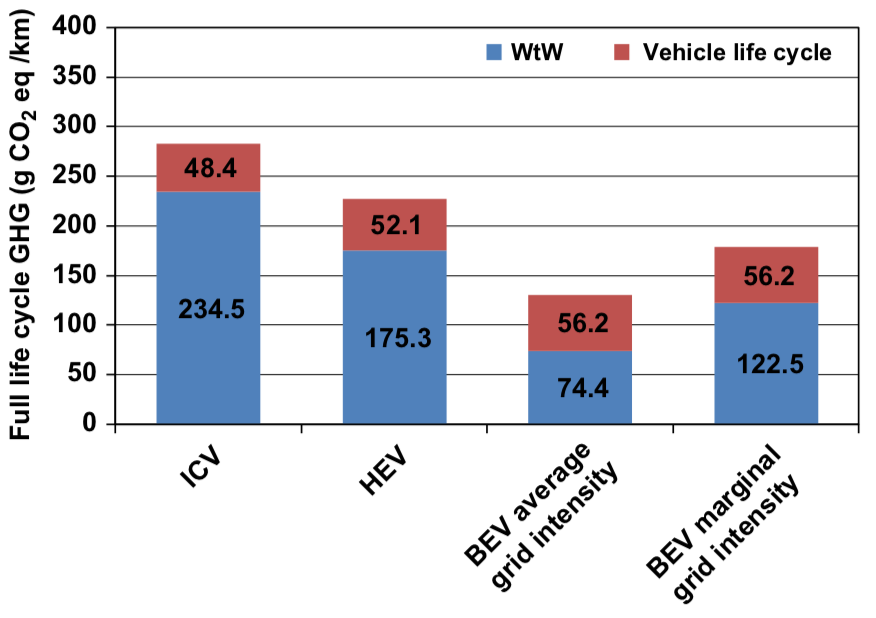 Full life cycle GHG (g CO₂ eq /km)
400
350
300
250
200
150
100
50
0
WtW
Vehicle life cycle
48.4
234.5
52.1
175.3
56.2
74.4
56.2
122.5
ICV
HEV
BEV average
grid intensity
BEV marginal
grid intensity